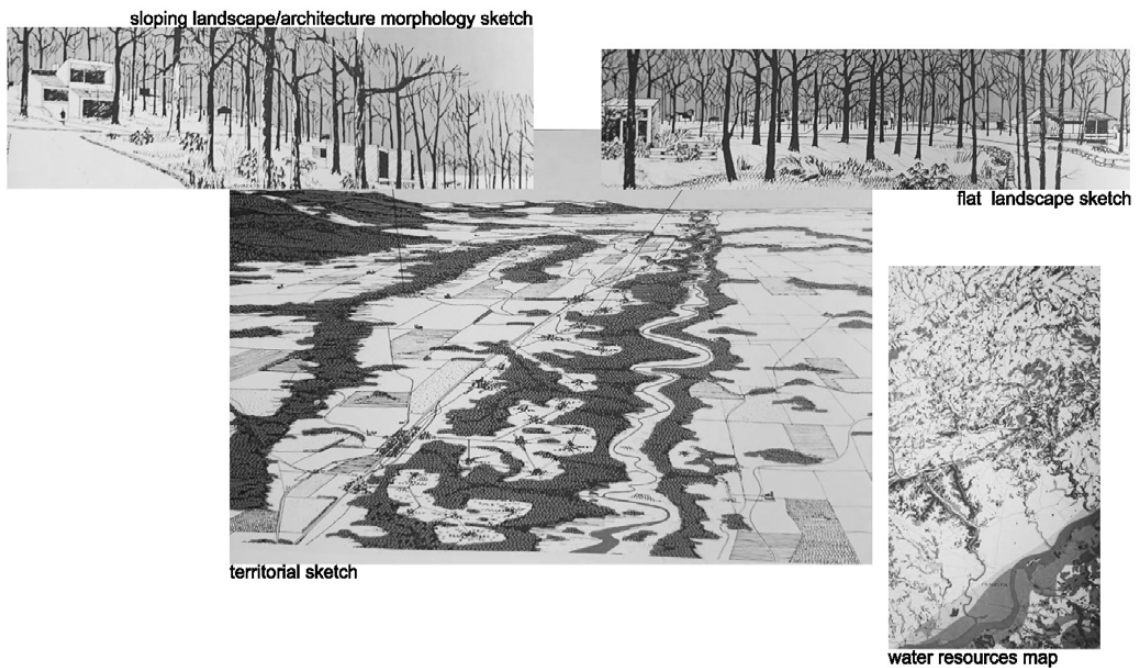 sloping landscape/architecture morphology sketch
flat landscape sketch
territorial sketch
water resources map